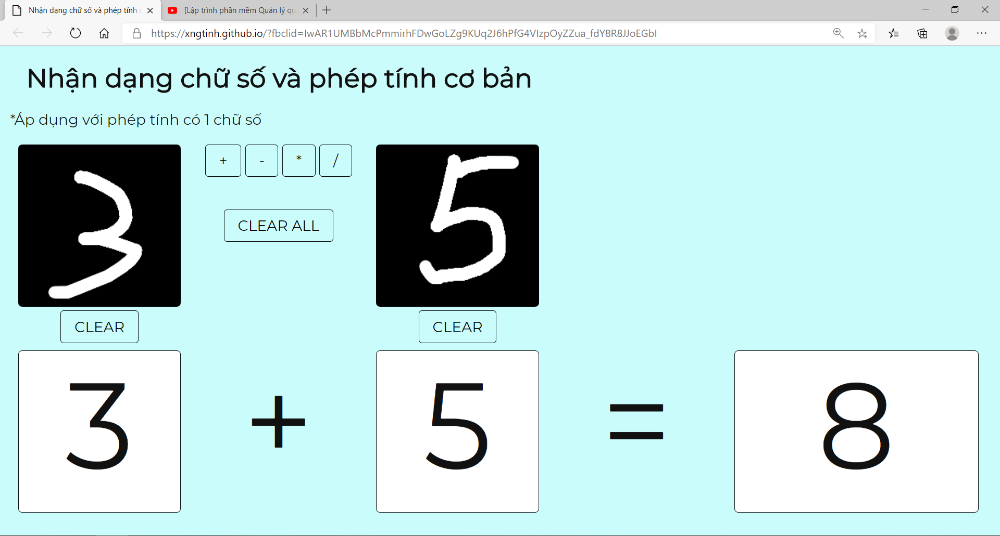 Nhận dạng chữ số và phép tính
[Lập trình phần mềm Quản lý qu
https://xngtinh.github.io/?fbclid=IwAR1UMBbMcPmmirhFDwGoLZg9KUq2J6hPfG4VIzpOyZZua_fdY8R8JJoEGbI
Nhận dạng chữ số và phép tính cơ bản
*Áp dụng với phép tính có 1 chữ số
3
+ - * /
5
CLEAR ALL
CLEAR
CLEAR
3 + 5 = 8